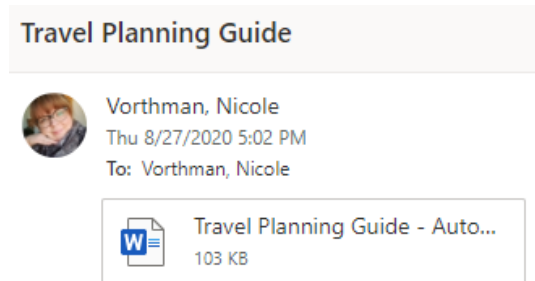 Travel Planning Guide
Vorthman, Nicole
Thu 8/27/2020 5:02 PM
To: Vorthman, Nicole
W
Travel Planning Guide - Auto...
103 KB